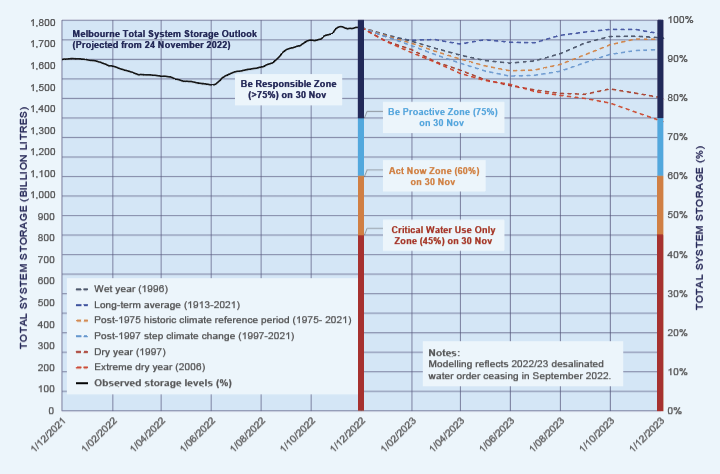 Melbourne Total System Storage Outlook
(Projected from 24 November 2022)
Be Responsible Zone
(>75%) on 30 Nov
Be Proactive Zone (75%)
on 30 Nov
Act Now Zone (60%)
on 30 Nov
Critical Water Use Only
Zone (45%) on 30 Nov
TOTAL SYSTEM STORAGE (BILLION LITRES)
1,800
1,700
1,600
1,500
1,400
1,300
1,200
1,100
1,000
900
800
700
600
500
400
300
200
100
0
Wet year (1996)
Long-term average (1913-2021)
Post-1975 historic climate reference period (1975- 2021)
Post-1997 step climate change (1997-2021)
Dry year (1997)
Extreme dry year (2006)
Observed storage levels (%)
Notes:
Modelling reflects 2022/23 desalinated
water order ceasing in September 2022.
100%
90%
80%
70%
60%
50%
40%
30%
20%
10%
0%
TOTAL SYSTEM STORAGE (%)
1/12/2021
1/02/2022
1/04/2022
1/06/2022
1/08/2022
1/10/2022
1/12/2022
1/02/2023
1/04/2023
1/06/2023
1/08/2023
1/10/2023
1/12/2023